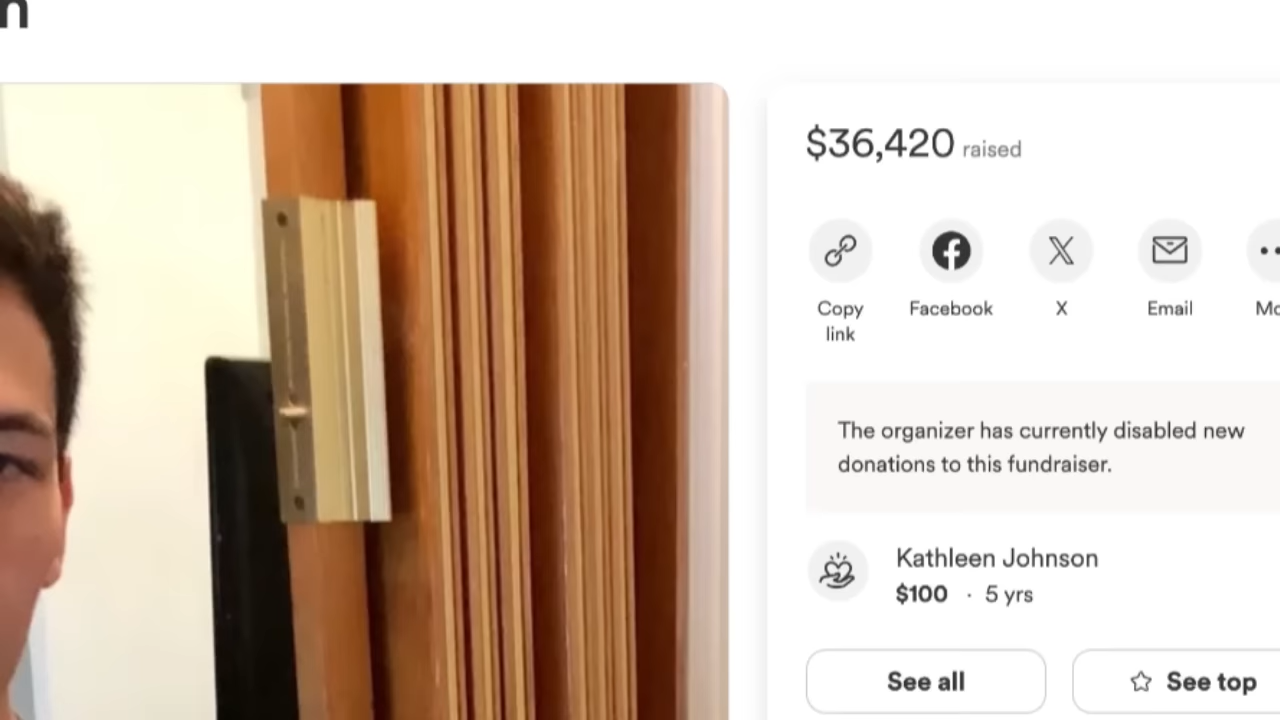 n
$36,420 raised
Copy
link
Facebook
X
Email
Mo
The organizer has currently disabled new
donations to this fundraiser.
Kathleen Johnson
$100 · 5 yrs
See all
See top